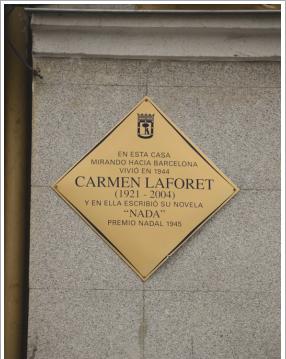 EN ESTA CASA
MIRANDO HACIA BARCELONA
VIVIÓ EN 1944
CARMEN LAFORET
(1921 - 2004)
Y EN ELLA ESCRIBIÓ SU NOVELA
“NADA”
PREMIO NADAL 1945